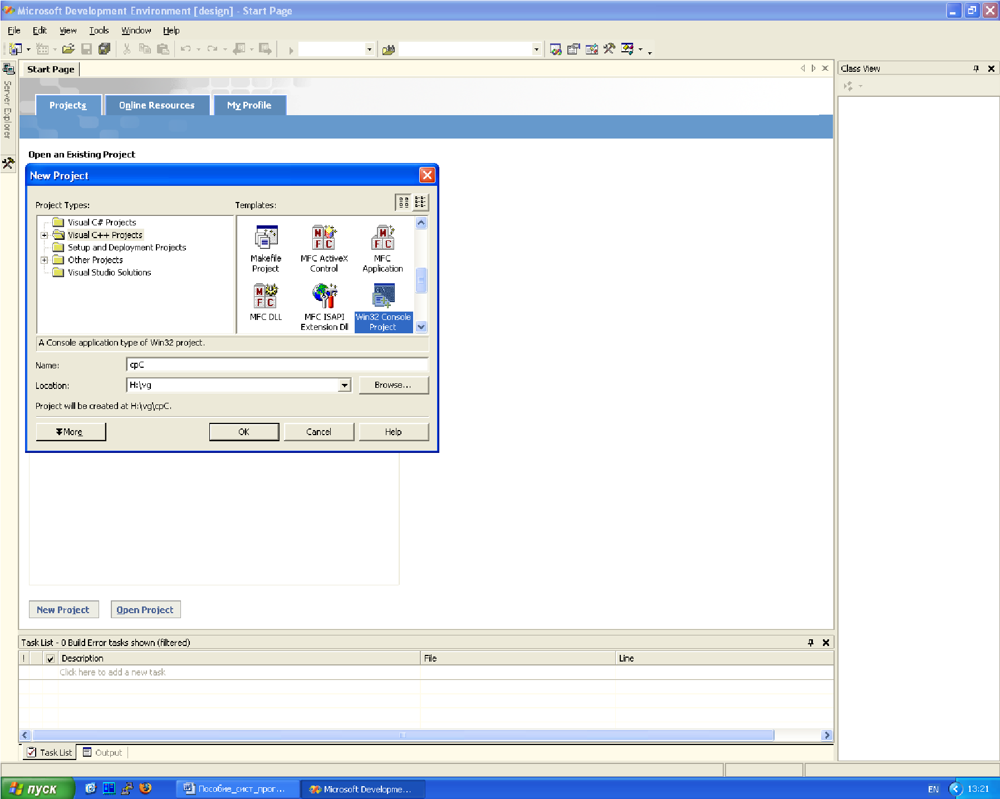 Microsoft Development Environment [design] - Start Page
File Edit View Tools Window Help
Start Page
Class View
Server Explorer
Projects Online Resources My Profile
Open an Existing Project
New Project
Project Types:
Templates:
Visual C# Projects
Visual C++ Projects
Setup and Deployment Projects
Other Projects
Visual Studio Solutions
Makefile Project
MFC ActiveX Control
MFC Application
MFC DLL
MFC ISAPI Extension Dll
Win32 Console Project
A Console application type of Win32 project.
Name: cpC
Location: H:\vg Browse...
Project will be created at H:\vg\cpC.
More OK Cancel Help
New Project Open Project
Task List - 0 Build Error tasks shown (filtered)
! Description File Line
Click here to add a new task
Task List Output
пуск Пособие_сист_прог... Microsoft Developme... EN 13:21